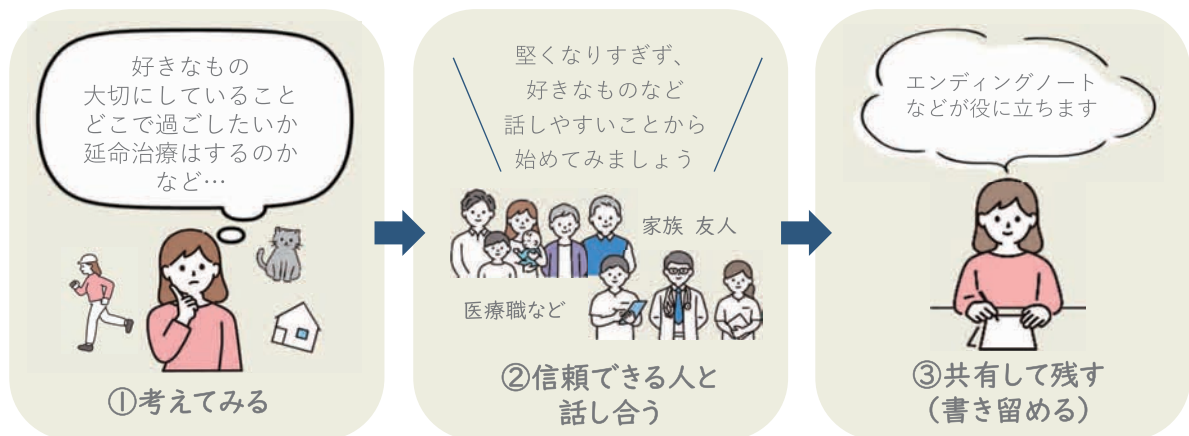 好きなもの
大切にしていること
どこで過ごしたいか
延命治療はするのか
など…
①考えてみる
堅くなりすぎず、
好きなものなど
話しやすいことから
始めてみましょう
家族 友人
医療職など
②信頼できる人と
話し合う
エンディングノート
などが役に立ちます
③共有して残す
（書き留める）